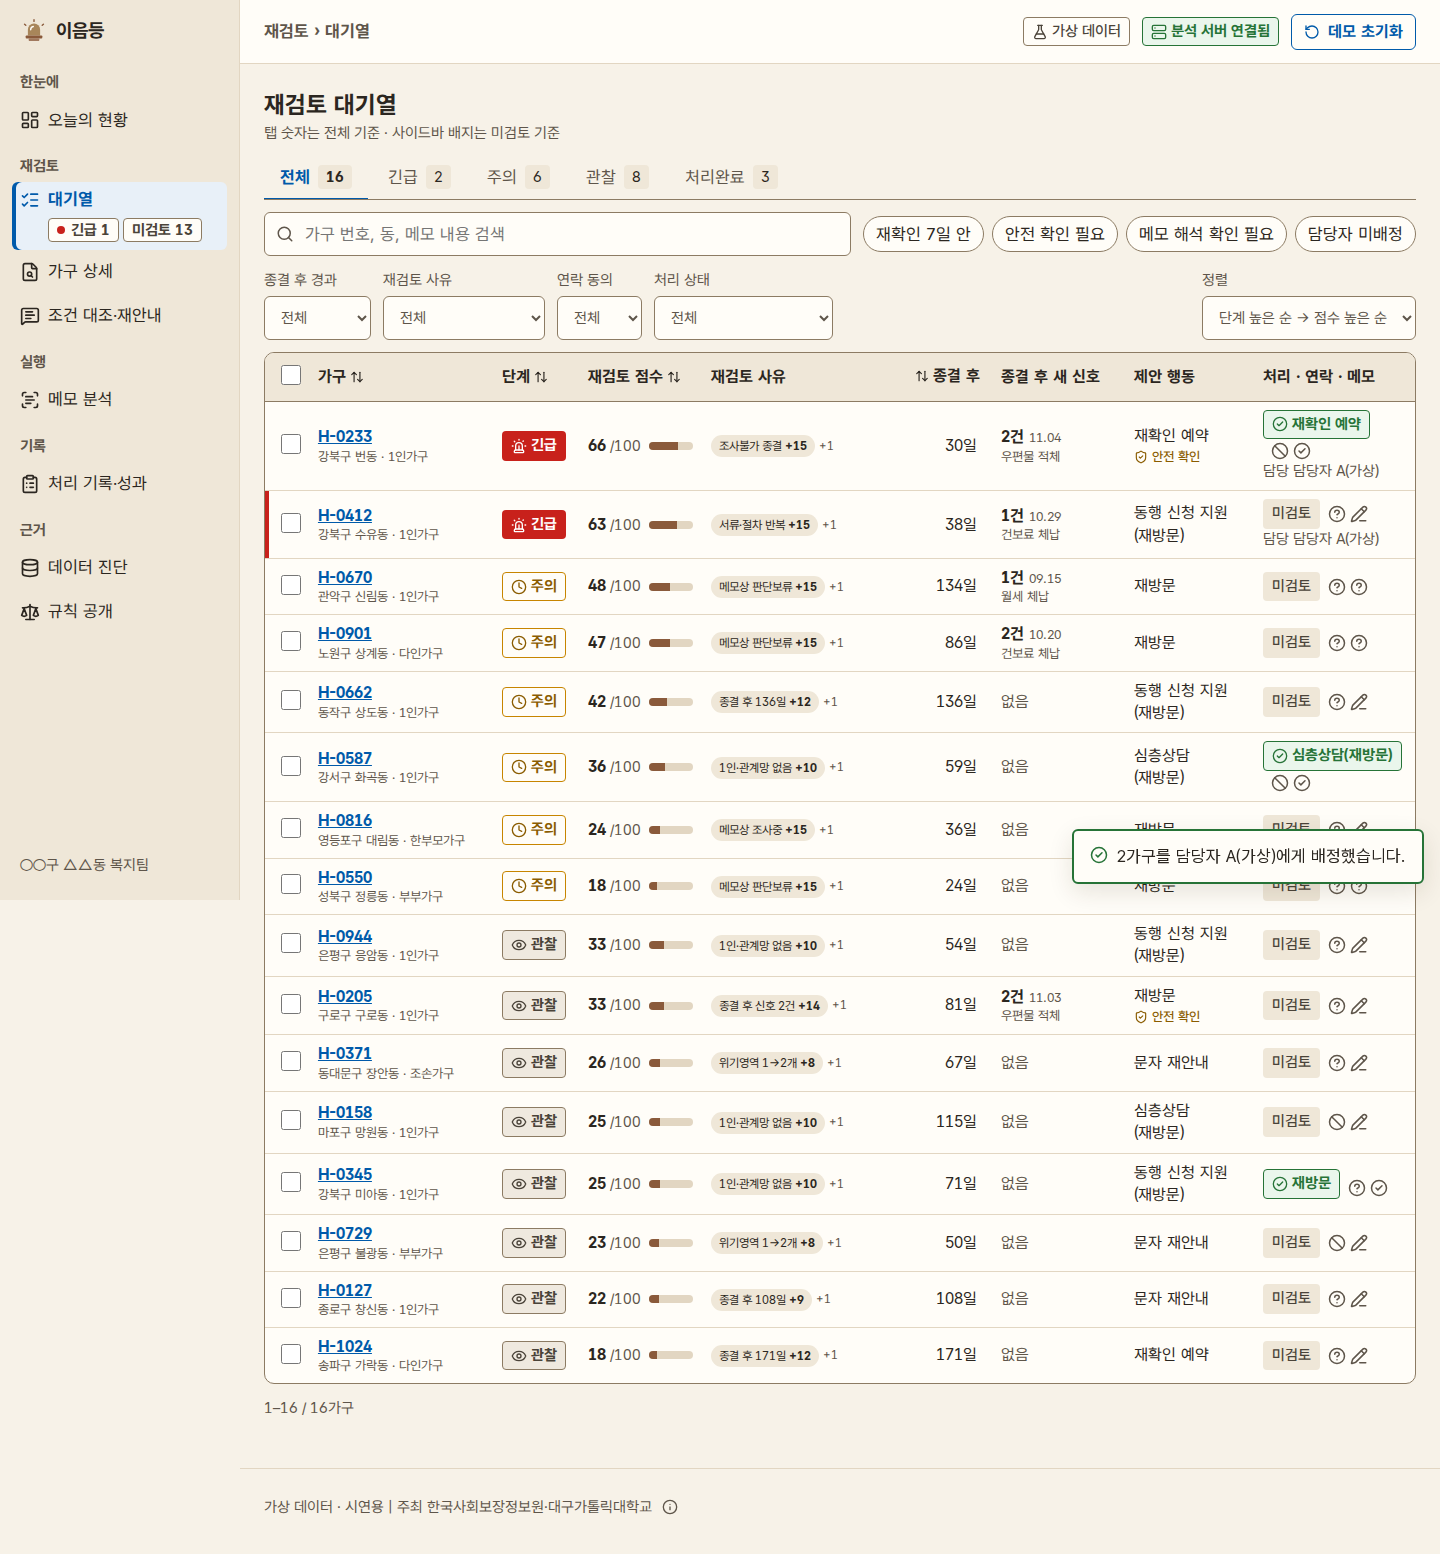 이음등
한눈에
오늘의 현황
재검토
대기열
긴급 1 미검토 13
가구 상세
조건 대조·재안내
실행
메모 분석
기록
처리 기록·성과
근거
데이터 진단
규칙 공개
○○구 △△동 복지팀
재검토 › 대기열
가상 데이터 분석 서버 연결됨 데모 초기화
재검토 대기열
탭 숫자는 전체 기준 · 사이드바 배지는 미검토 기준
전체 16 긴급 2 주의 6 관찰 8 처리완료 3
가구 번호, 동, 메모 내용 검색 재확인 7일 안 안전 확인 필요 메모 해석 확인 필요 담당자 미배정
종결 후 경과 재검토 사유 연락 동의 처리 상태 정렬
전체 전체 전체 전체 단계 높은 순 → 점수 높은 순
가구 단계 재검토 점수 재검토 사유 종결 후 종결 후 새 신호 제안 행동 처리 · 연락 · 메모
H-0233 긴급 66 /100 조사불가 종결 +15 +1 30일 2건 11.04 재확인 예약 재확인 예약
강북구 번동 · 1인가구 우편물 적체 안전 확인
담당 담당자 A(가상)
H-0412 긴급 63 /100 서류·절차 반복 +15 +1 38일 1건 10.29 동행 신청 지원 미검토
강북구 수유동 · 1인가구 건보료 체납 (재방문) 담당 담당자 A(가상)
H-0670 주의 48 /100 메모상 판단보류 +15 +1 134일 1건 09.15 재방문 미검토
관악구 신림동 · 1인가구 월세 체납
H-0901 주의 47 /100 메모상 판단보류 +15 +1 86일 2건 10.20 재방문 미검토
노원구 상계동 · 다인가구 건보료 체납
H-0662 주의 42 /100 종결 후 136일 +12 +1 136일 없음 동행 신청 지원 미검토
동작구 상도동 · 1인가구 (재방문)
H-0587 주의 36 /100 1인·관계망 없음 +10 +1 59일 없음 심층상담 심층상담(재방문)
강서구 화곡동 · 1인가구 (재방문)
H-0816 주의 24 /100 메모상 조사중 +15 +1 36일 없음 재방문 미검토
영등포구 대림동 · 한부모가구
2가구를 담당자 A(가상)에게 배정했습니다.
H-0550 주의 18 /100 메모상 판단보류 +15 +1 24일 없음 재방문 미검토
성북구 정릉동 · 부부가구
H-0944 관찰 33 /100 1인·관계망 없음 +10 +1 54일 없음 동행 신청 지원 미검토
은평구 응암동 · 1인가구 (재방문)
H-0205 관찰 33 /100 종결 후 신호 2건 +14 +1 81일 2건 11.03 재방문 미검토
구로구 구로동 · 1인가구 우편물 적체 안전 확인
H-0371 관찰 26 /100 위기영역 1→2개 +8 +1 67일 없음 문자 재안내 미검토
동대문구 장안동 · 조손가구
H-0158 관찰 25 /100 1인·관계망 없음 +10 +1 115일 없음 심층상담 미검토
마포구 망원동 · 1인가구 (재방문)
H-0345 관찰 25 /100 1인·관계망 없음 +10 +1 71일 없음 동행 신청 지원 재방문
강북구 미아동 · 1인가구 (재방문)
H-0729 관찰 23 /100 위기영역 1→2개 +8 +1 50일 없음 문자 재안내 미검토
은평구 불광동 · 부부가구
H-0127 관찰 22 /100 종결 후 108일 +9 +1 108일 없음 문자 재안내 미검토
종로구 창신동 · 1인가구
H-1024 관찰 18 /100 종결 후 171일 +12 +1 171일 없음 재확인 예약 미검토
송파구 가락동 · 다인가구
1–16 / 16가구
가상 데이터 · 시연용 | 주최 한국사회보장정보원·대구가톨릭대학교